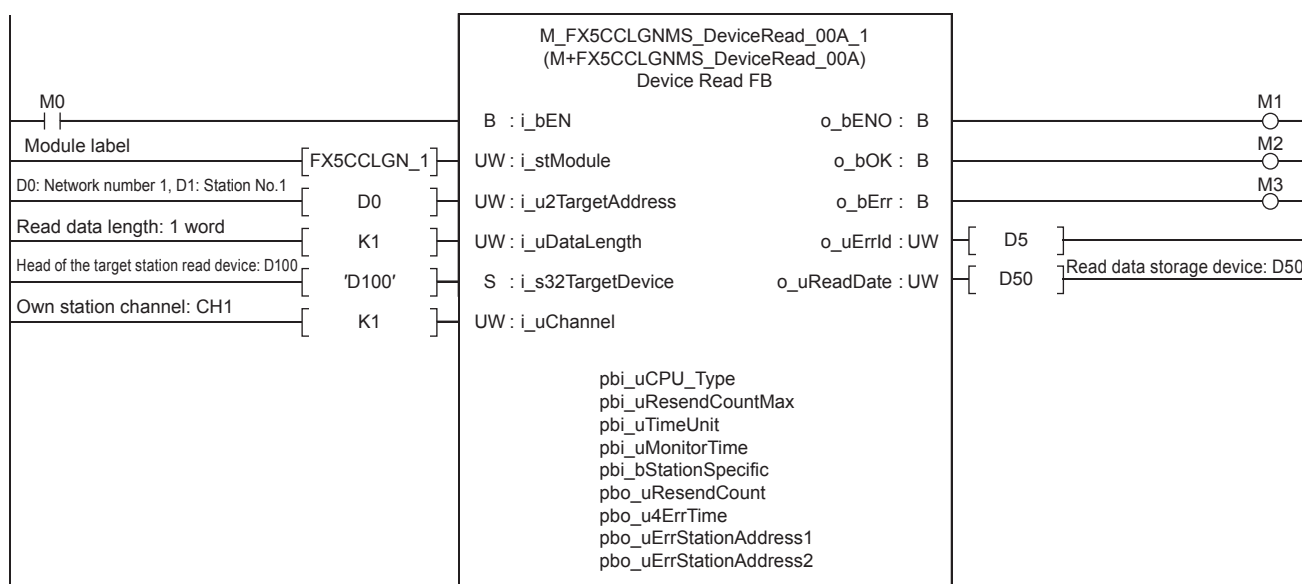 M_FX5CCLGNMS_DeviceRead_00A_1
(M+FX5CCLGNMS_DeviceRead_00A)
Device Read FB
M0
B : i_bEN
o_bENO : B
M1
Module label
FX5CCLGN_1
UW : i_stModule
o_bOK : B
M2
D0: Network number 1, D1: Station No.1
D0
UW : i_u2TargetAddress
o_bErr : B
M3
Read data length: 1 word
K1
UW : i_uDataLength
o_uErrId : UW
D5
Head of the target station read device: D100
'D100'
S : i_s32TargetDevice
o_uReadDate : UW
D50
Read data storage device: D50
Own station channel: CH1
K1
UW : i_uChannel
pbi_uCPU_Type
pbi_uResendCountMax
pbi_uTimeUnit
pbi_uMonitorTime
pbi_bStationSpecific
pbo_uResendCount
pbo_u4ErrTime
pbo_uErrStationAddress1
pbo_uErrStationAddress2